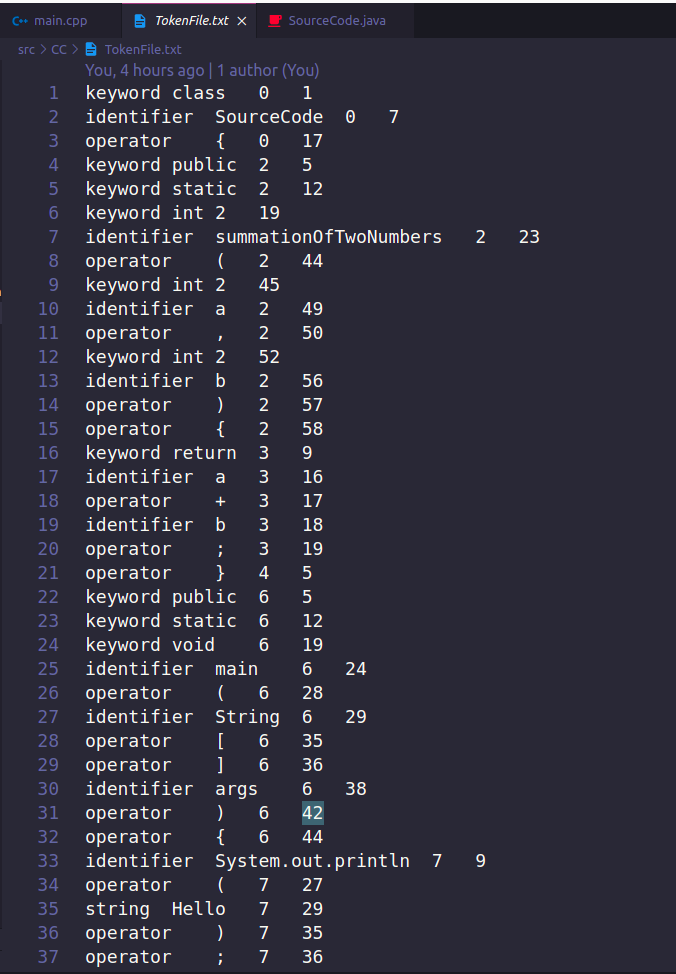 main.cpp TokenFile.txt SourceCode.java
src > CC > TokenFile.txt
You, 4 hours ago | 1 author (You)
1 keyword class 0 1
2 identifier SourceCode 0 7
3 operator { 0 17
4 keyword public 2 5
5 keyword static 2 12
6 keyword int 2 19
7 identifier summationOfTwoNumbers 2 23
8 operator ( 2 44
9 keyword int 2 45
10 identifier a 2 49
11 operator , 2 50
12 keyword int 2 52
13 identifier b 2 56
14 operator ) 2 57
15 operator { 2 58
16 keyword return 3 9
17 identifier a 3 16
18 operator + 3 17
19 identifier b 3 18
20 operator ; 3 19
21 operator } 4 5
22 keyword public 6 5
23 keyword static 6 12
24 keyword void 6 19
25 identifier main 6 24
26 operator ( 6 28
27 identifier String 6 29
28 operator [ 6 35
29 operator ] 6 36
30 identifier args 6 38
31 operator ) 6 42
32 operator { 6 44
33 identifier System.out.println 7 9
34 operator ( 7 27
35 string Hello 7 29
36 operator ) 7 35
37 operator ; 7 36